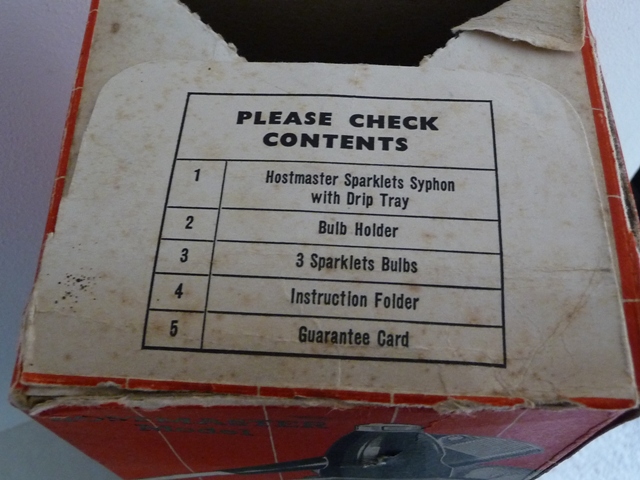 PLEASE CHECK
CONTENTS
1 Hostmaster Sparklets Syphon
with Drip Tray
2 Bulb Holder
3 3 Sparklets Bulbs
4 Instruction Folder
5 Guarantee Card